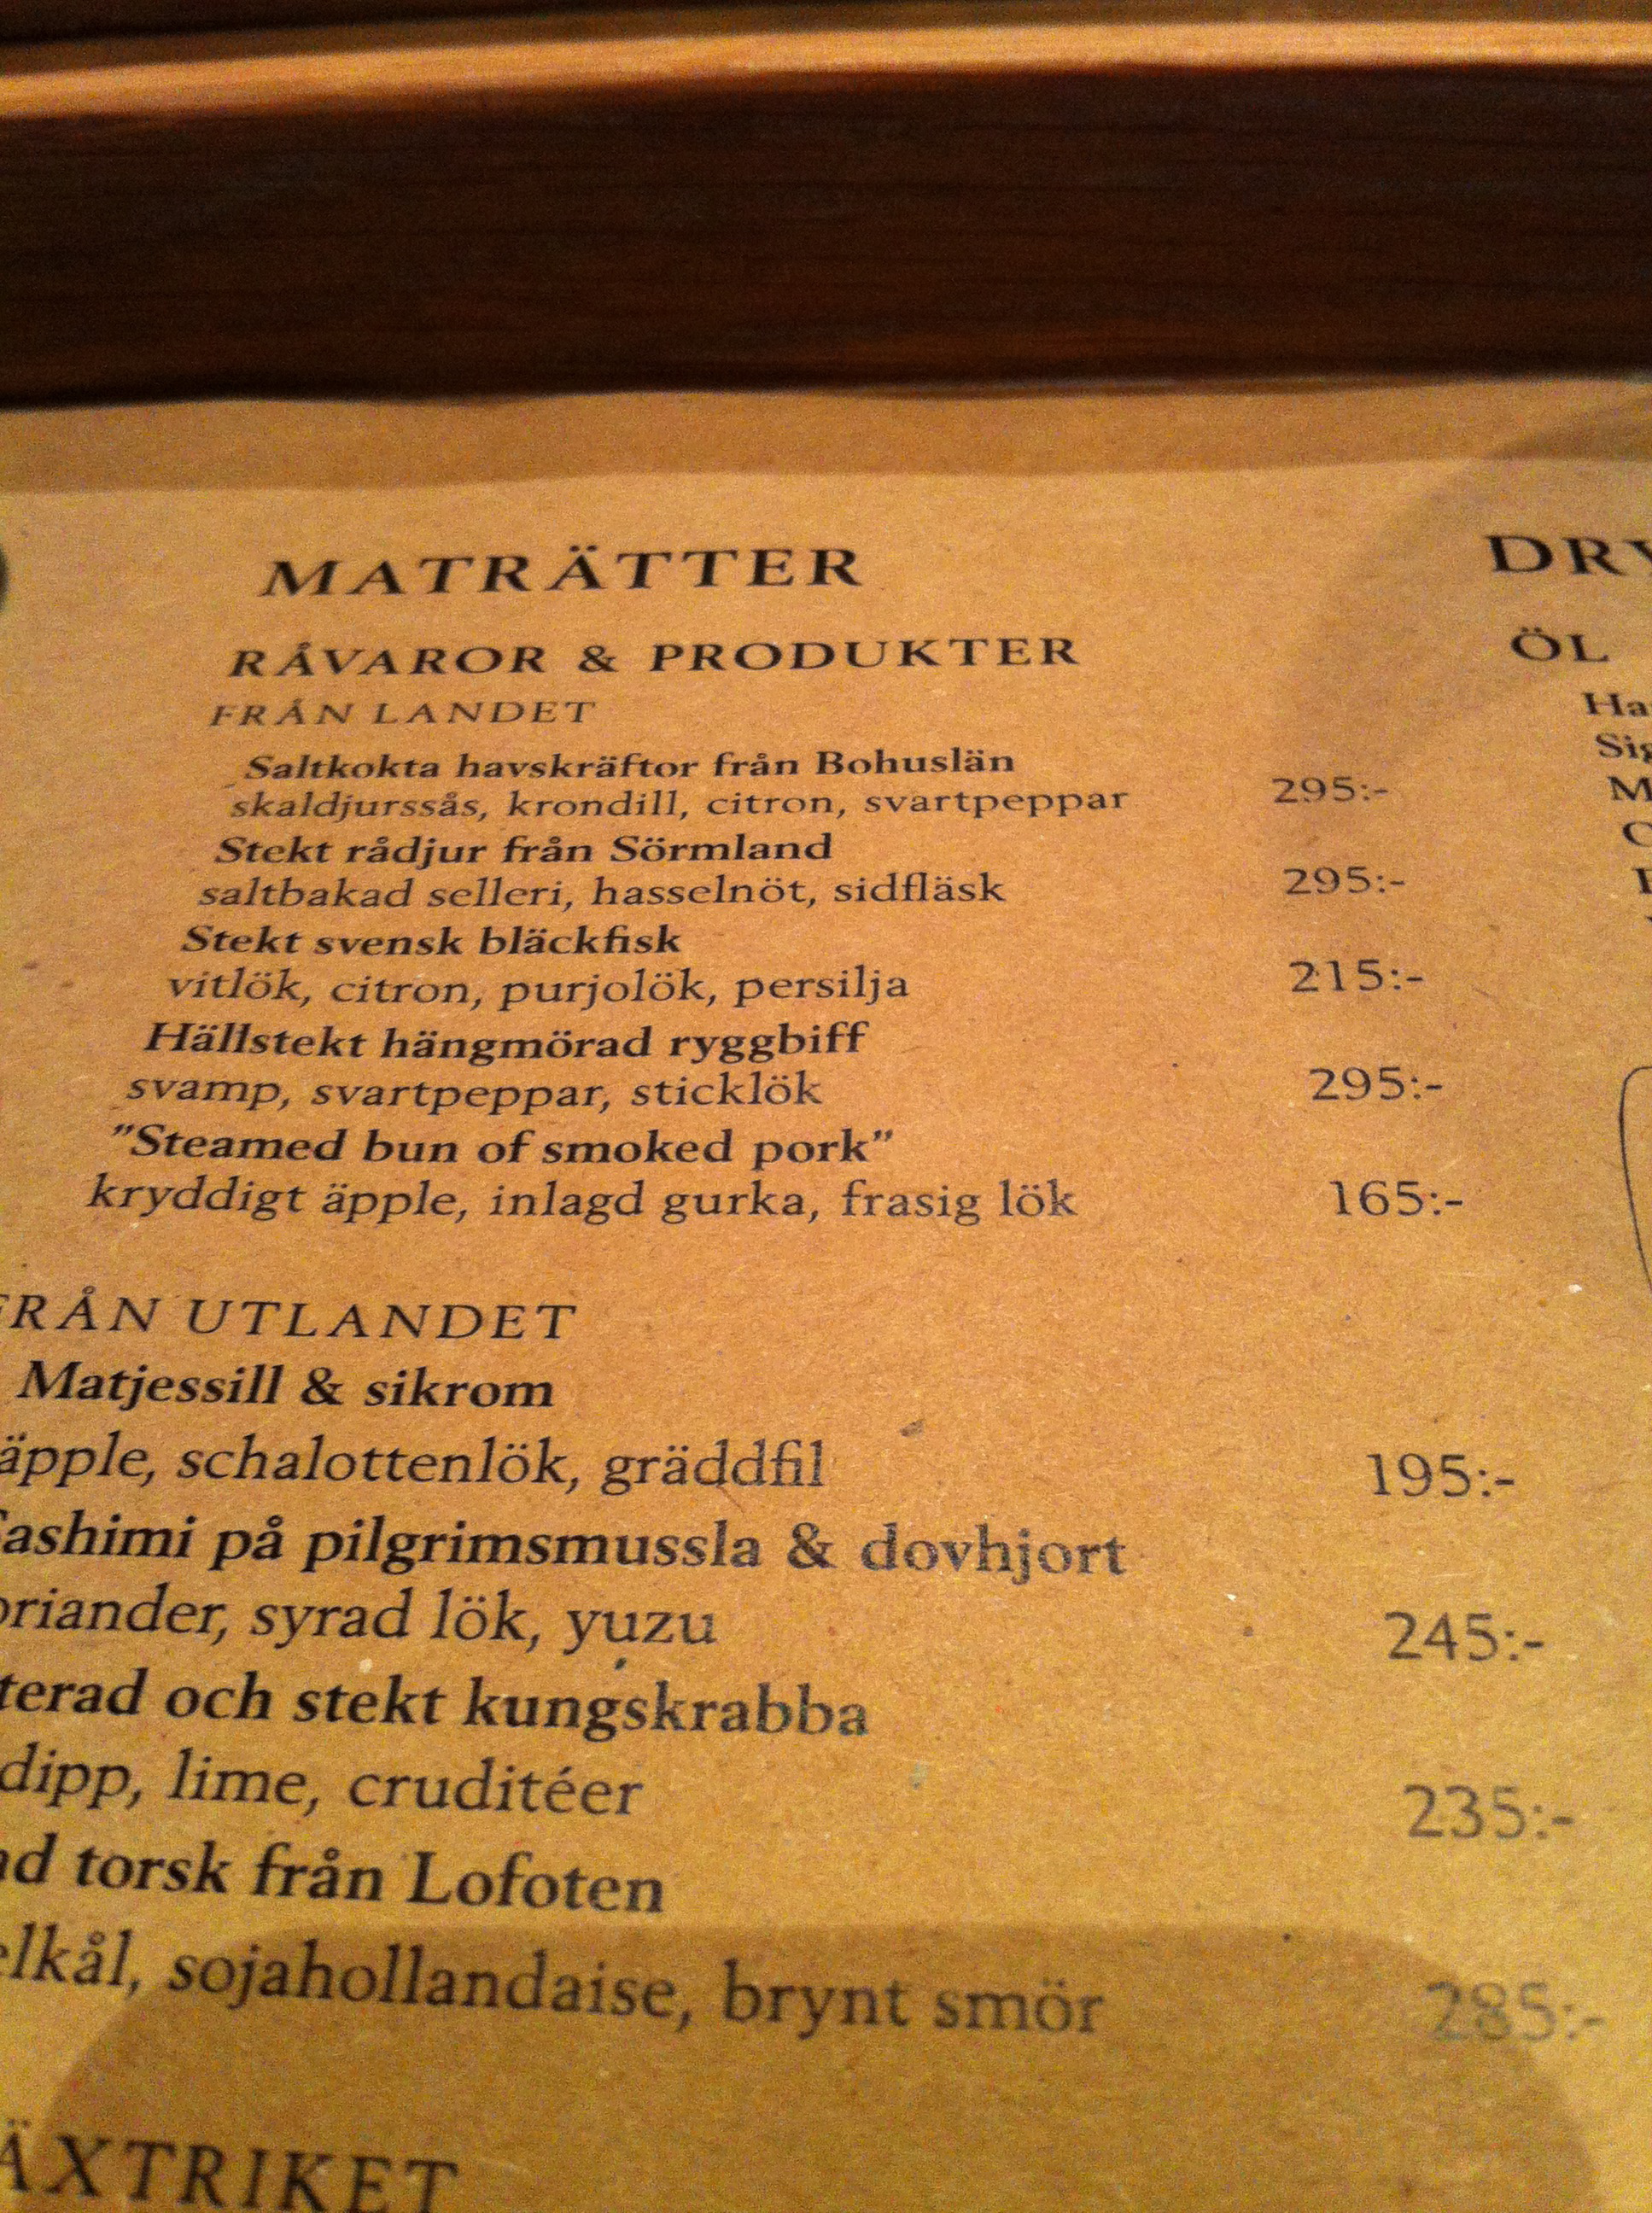 MATRÄTTER
RÅVAROR & PRODUKTER
FRÅN LANDET
Saltkokta havskräftor från Bohuslän
skaldjurssås, krondill, citron, svartpeppar 295:-
Stekt rådjur från Sörmland
saltbakad selleri, hasselnöt, sidfläsk 295:-
Stekt svensk bläckfisk
vitlök, citron, purjolök, persilja 215:-
Hällstekt hängmörad ryggbiff
svamp, svartpeppar, sticklök 295:-
”Steamed bun of smoked pork”
kryddigt äpple, inlagd gurka, frasig lök 165:-
FRÅN UTLANDET
Matjessill & sikrom
äpple, schalottenlök, gräddfil 195:-
på pilgrimsmussla & dovhjort
syrad lök, yuzu 245:-
och stekt kungskrabba
dipp, lime, cruditéer 235:-
torsk från Lofoten
sojahollandaise, brynt smör 285:-
ÖL